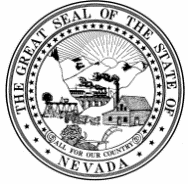 THE GREAT SEAL OF THE STATE OF
NEVADA
ALL FOR OUR COUNTRY